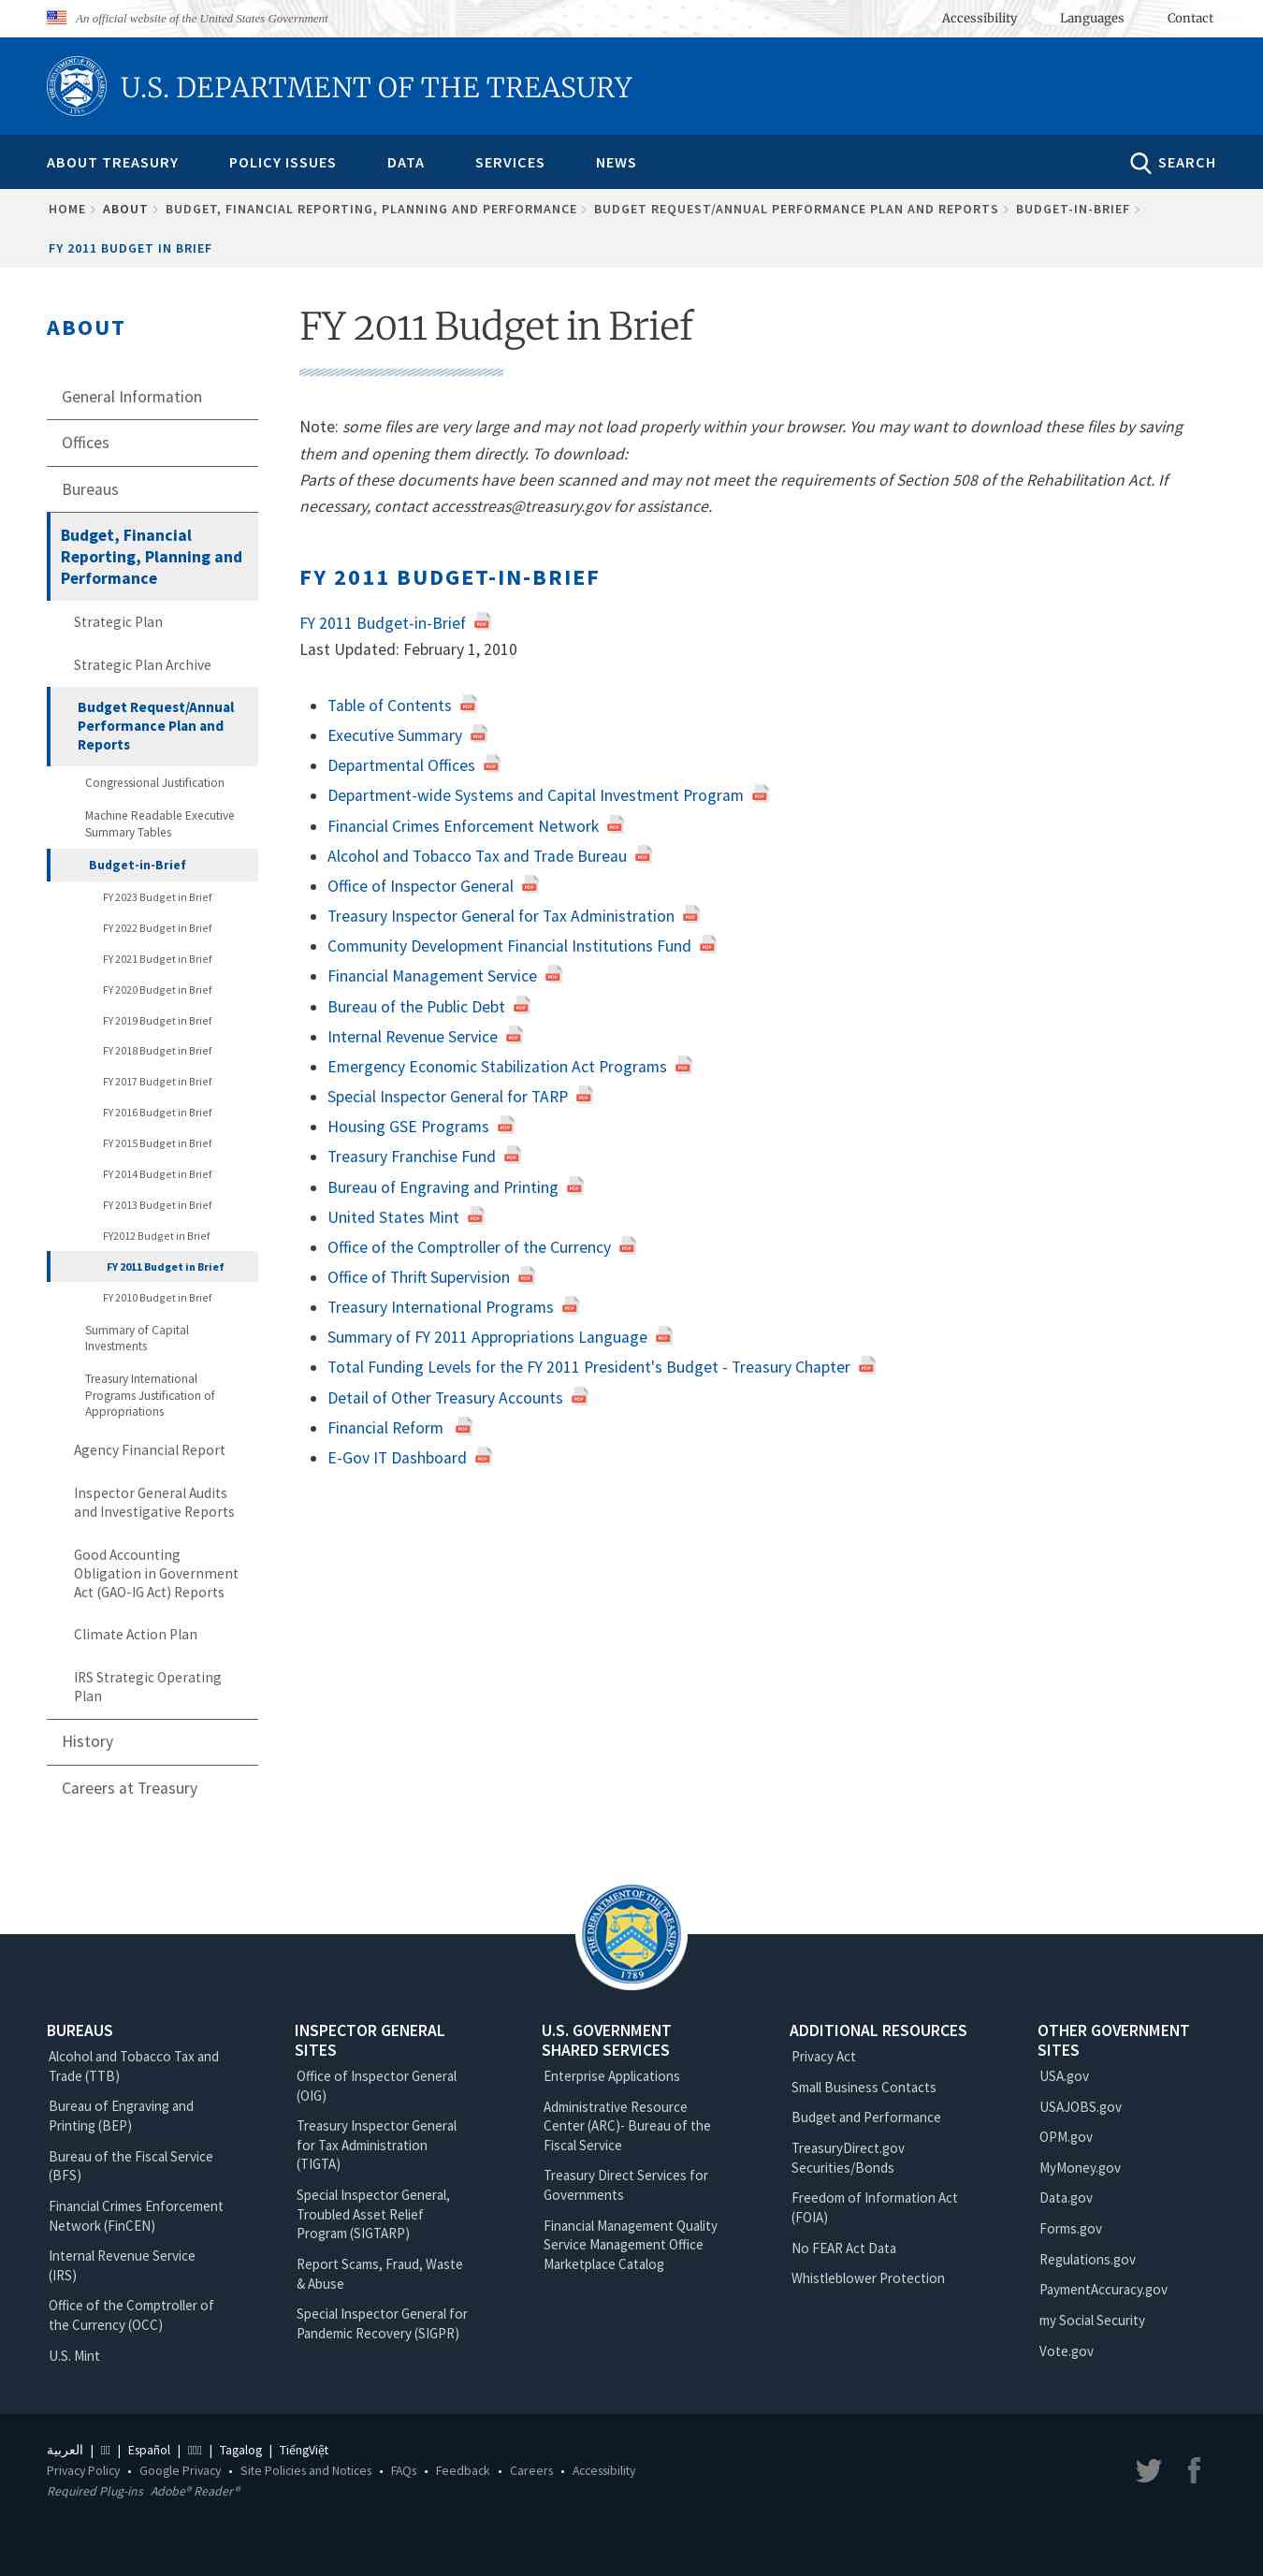 An official website of the United States Government
Accessibility
Languages
Contact
U.S. DEPARTMENT OF THE TREASURY
ABOUT TREASURY
POLICY ISSUES
DATA
SERVICES
NEWS
SEARCH
HOME
ABOUT
BUDGET, FINANCIAL REPORTING, PLANNING AND PERFORMANCE
BUDGET REQUEST/ANNUAL PERFORMANCE PLAN AND REPORTS
BUDGET-IN-BRIEF
FY 2011 BUDGET IN BRIEF
ABOUT
General Information
Offices
Bureaus
Budget, Financial
Reporting, Planning and
Performance
Strategic Plan
Strategic Plan Archive
Budget Request/Annual
Performance Plan and
Reports
Congressional Justification
Machine Readable Executive
Summary Tables
Budget-in-Brief
FY 2023 Budget in Brief
FY 2022 Budget in Brief
FY 2021 Budget in Brief
FY 2020 Budget in Brief
FY 2019 Budget in Brief
FY 2018 Budget in Brief
FY 2017 Budget in Brief
FY 2016 Budget in Brief
FY 2015 Budget in Brief
FY 2014 Budget in Brief
FY 2013 Budget in Brief
FY2012 Budget in Brief
FY 2011 Budget in Brief
FY 2010 Budget in Brief
Summary of Capital
Investments
Treasury International
Programs Justification of
Appropriations
Agency Financial Report
Inspector General Audits
and Investigative Reports
Good Accounting
Obligation in Government
Act (GAO-IG Act) Reports
Climate Action Plan
IRS Strategic Operating
Plan
History
Careers at Treasury
FY 2011 Budget in Brief
Note: some files are very large and may not load properly within your browser. You may want to download these files by saving
them and opening them directly. To download:
Parts of these documents have been scanned and may not meet the requirements of Section 508 of the Rehabilitation Act. If
necessary, contact accesstreas@treasury.gov for assistance.
FY 2011 BUDGET-IN-BRIEF
FY 2011 Budget-in-Brief
Last Updated: February 1, 2010
Table of Contents
Executive Summary
Departmental Offices
Department-wide Systems and Capital Investment Program
Financial Crimes Enforcement Network
Alcohol and Tobacco Tax and Trade Bureau
Office of Inspector General
Treasury Inspector General for Tax Administration
Community Development Financial Institutions Fund
Financial Management Service
Bureau of the Public Debt
Internal Revenue Service
Emergency Economic Stabilization Act Programs
Special Inspector General for TARP
Housing GSE Programs
Treasury Franchise Fund
Bureau of Engraving and Printing
United States Mint
Office of the Comptroller of the Currency
Office of Thrift Supervision
Treasury International Programs
Summary of FY 2011 Appropriations Language
Total Funding Levels for the FY 2011 President's Budget - Treasury Chapter
Detail of Other Treasury Accounts
Financial Reform
E-Gov IT Dashboard
THE DEPARTMENT OF THE TREASURY
1789
BUREAUS
Alcohol and Tobacco Tax and
Trade (TTB)
Bureau of Engraving and
Printing (BEP)
Bureau of the Fiscal Service
(BFS)
Financial Crimes Enforcement
Network (FinCEN)
Internal Revenue Service
(IRS)
Office of the Comptroller of
the Currency (OCC)
U.S. Mint
INSPECTOR GENERAL
SITES
Office of Inspector General
(OIG)
Treasury Inspector General
for Tax Administration
(TIGTA)
Special Inspector General,
Troubled Asset Relief
Program (SIGTARP)
Report Scams, Fraud, Waste
& Abuse
Special Inspector General for
Pandemic Recovery (SIGPR)
U.S. GOVERNMENT
SHARED SERVICES
Enterprise Applications
Administrative Resource
Center (ARC)- Bureau of the
Fiscal Service
Treasury Direct Services for
Governments
Financial Management Quality
Service Management Office
Marketplace Catalog
ADDITIONAL RESOURCES
Privacy Act
Small Business Contacts
Budget and Performance
TreasuryDirect.gov
Securities/Bonds
Freedom of Information Act
(FOIA)
No FEAR Act Data
Whistleblower Protection
OTHER GOVERNMENT
SITES
USA.gov
USAJOBS.gov
OPM.gov
MyMoney.gov
Data.gov
Forms.gov
Regulations.gov
PaymentAccuracy.gov
my Social Security
Vote.gov
العربية | | Español | | Tagalog | TiếngViệt
Privacy Policy • Google Privacy • Site Policies and Notices • FAQs • Feedback • Careers • Accessibility
Required Plug-ins Adobe® Reader®